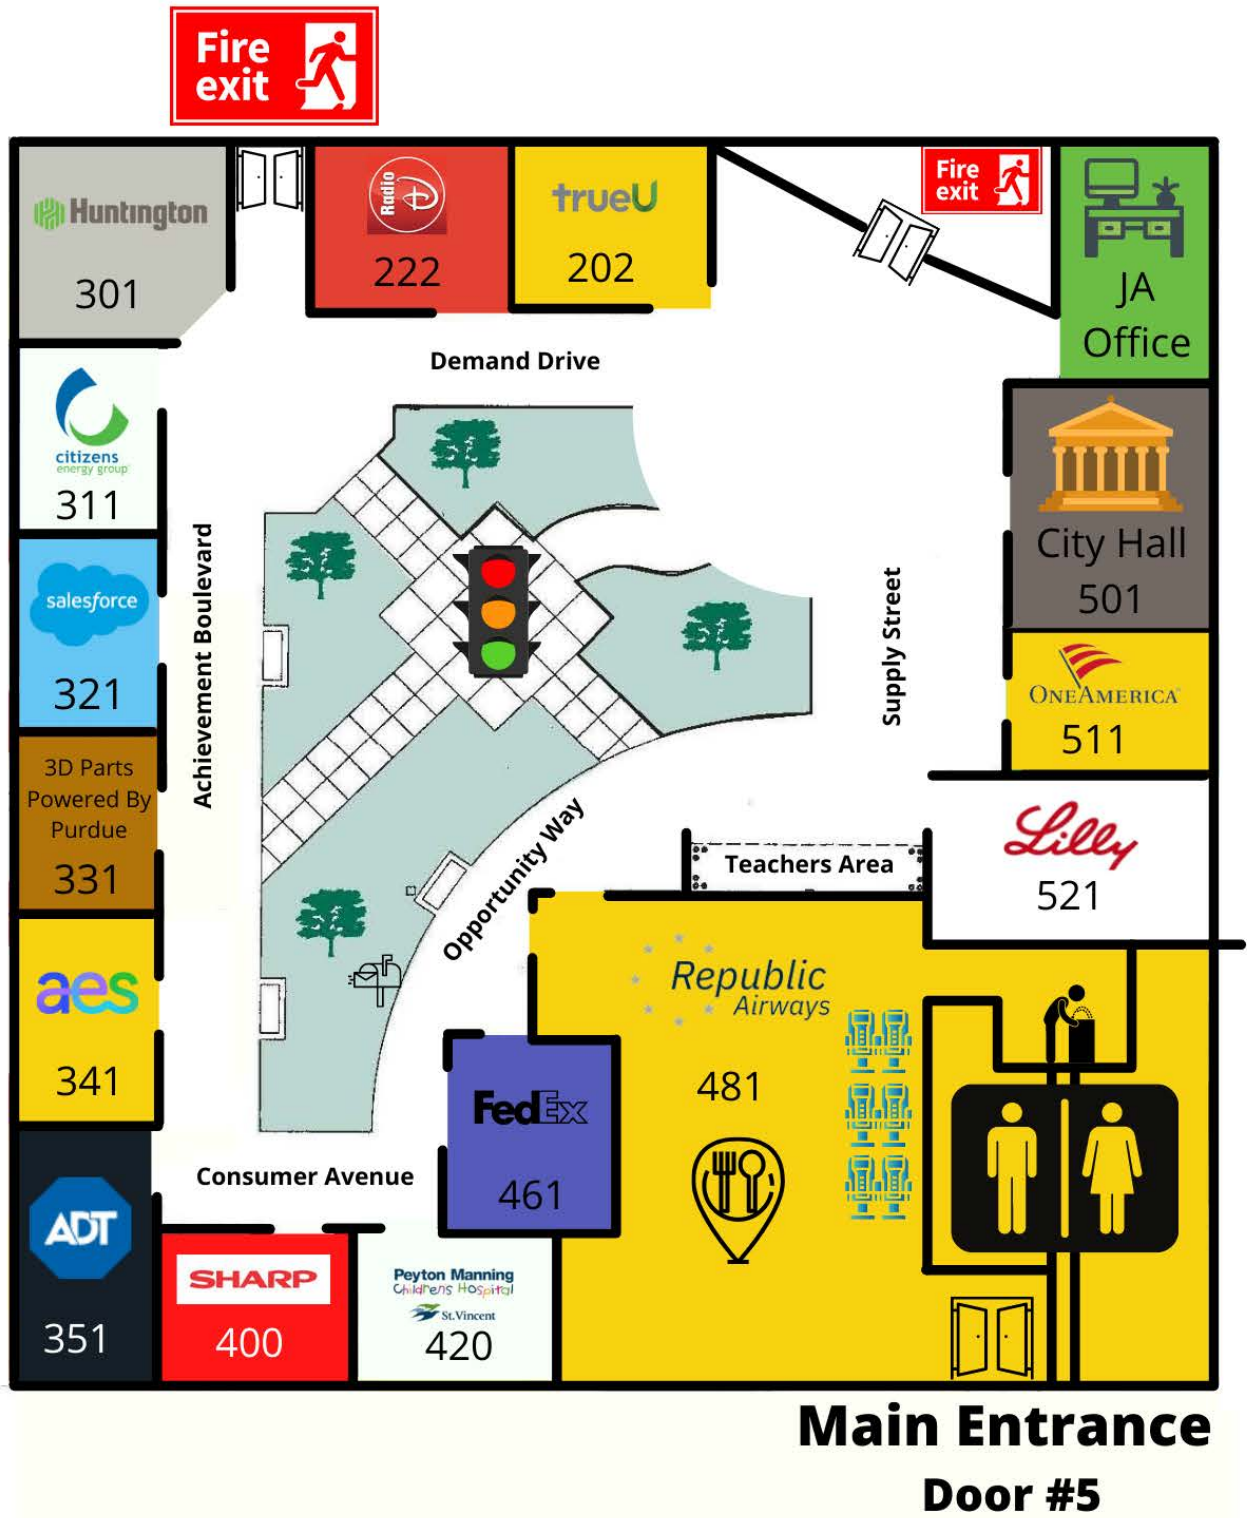 Fire
exit
Huntington
301
Radio
222
trueU
202
Fire
exit
JA
Office
Demand Drive
citizens
energy group
311
City Hall
501
salesforce
321
Achievement Boulevard
Supply Street
OneAmerica
511
3D Parts
Powered By
Purdue
331
Opportunity Way
Teachers Area
Lilly
521
aes
341
Republic
Airways
481
FedEx
461
Consumer Avenue
ADT
351
SHARP
400
Peyton Manning
Childrens Hospital
St.Vincent
420
Main Entrance
Door #5